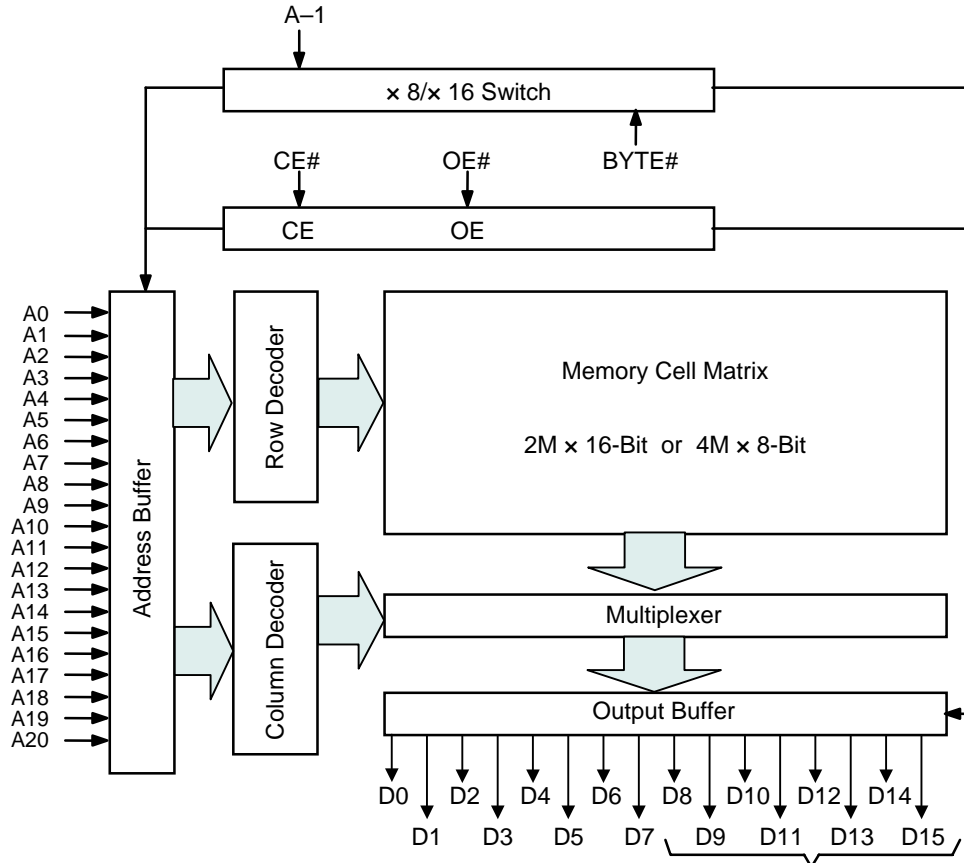 A–1
× 8/× 16 Switch
CE#
OE#
BYTE#
CE
OE
A0
A1
A2
A3
A4
A5
A6
A7
A8
A9
A10
A11
A12
A13
A14
A15
A16
A17
A18
A19
A20
Address Buffer
Row Decoder
Column Decoder
Memory Cell Matrix
2M × 16-Bit or 4M × 8-Bit
Multiplexer
Output Buffer
D0 D2 D4 D6 D8 D10 D12 D14
D1 D3 D5 D7 D9 D11 D13 D15